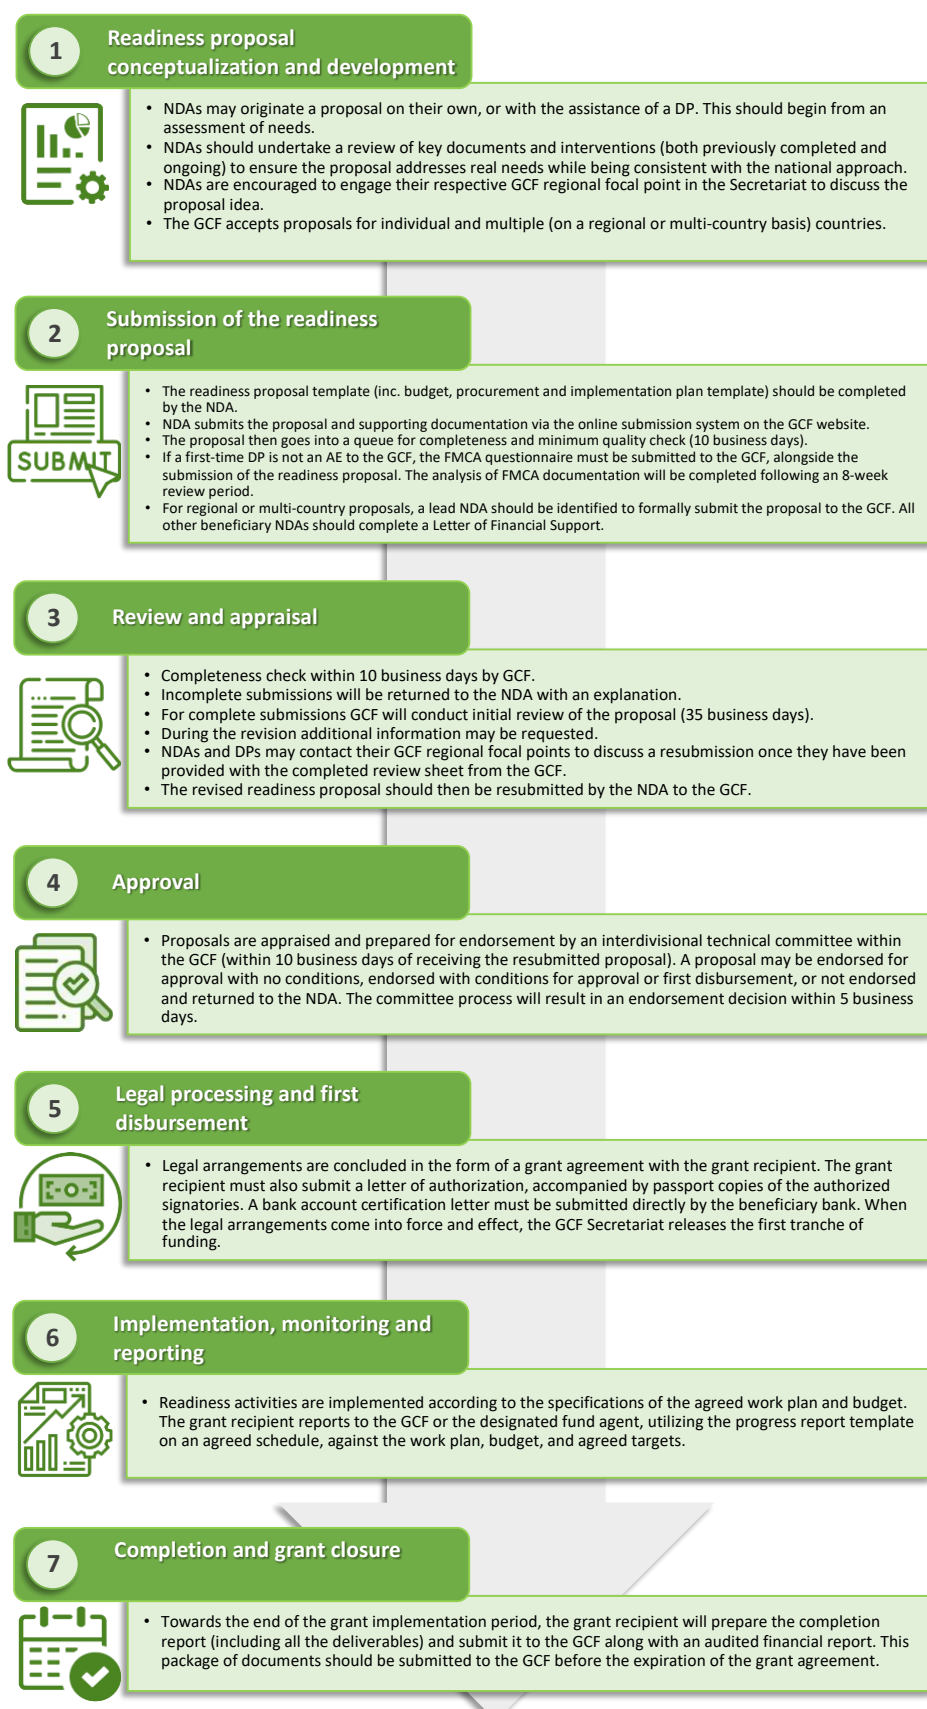 1
Readiness proposal
conceptualization and development
• NDAs may originate a proposal on their own, or with the assistance of a DP. This should begin from an
assessment of needs.
• NDAs should undertake a review of key documents and interventions (both previously completed and
ongoing) to ensure the proposal addresses real needs while being consistent with the national approach.
• NDAs are encouraged to engage their respective GCF regional focal point in the Secretariat to discuss the
proposal idea.
• The GCF accepts proposals for individual and multiple (on a regional or multi-country basis) countries.
2
Submission of the readiness
proposal
SUBMIT
• The readiness proposal template (inc. budget, procurement and implementation plan template) should be completed
by the NDA.
• NDA submits the proposal and supporting documentation via the online submission system on the GCF website.
• The proposal then goes into a queue for completeness and minimum quality check (10 business days).
• If a first-time DP is not an AE to the GCF, the FMCA questionnaire must be submitted to the GCF, alongside the
submission of the readiness proposal. The analysis of FMCA documentation will be completed following an 8-week
review period.
• For regional or multi-country proposals, a lead NDA should be identified to formally submit the proposal to the GCF. All
other beneficiary NDAs should complete a Letter of Financial Support.
3
Review and appraisal
• Completeness check within 10 business days by GCF.
• Incomplete submissions will be returned to the NDA with an explanation.
• For complete submissions GCF will conduct initial review of the proposal (35 business days).
• During the revision additional information may be requested.
• NDAs and DPs may contact their GCF regional focal points to discuss a resubmission once they have been
provided with the completed review sheet from the GCF.
• The revised readiness proposal should then be resubmitted by the NDA to the GCF.
4
Approval
• Proposals are appraised and prepared for endorsement by an interdivisional technical committee within
the GCF (within 10 business days of receiving the resubmitted proposal). A proposal may be endorsed for
approval with no conditions, endorsed with conditions for approval or first disbursement, or not endorsed
and returned to the NDA. The committee process will result in an endorsement decision within 5 business
days.
5
Legal processing and first
disbursement
• Legal arrangements are concluded in the form of a grant agreement with the grant recipient. The grant
recipient must also submit a letter of authorization, accompanied by passport copies of the authorized
signatories. A bank account certification letter must be submitted directly by the beneficiary bank. When
the legal arrangements come into force and effect, the GCF Secretariat releases the first tranche of
funding.
6
Implementation, monitoring and
reporting
• Readiness activities are implemented according to the specifications of the agreed work plan and budget.
The grant recipient reports to the GCF or the designated fund agent, utilizing the progress report template
on an agreed schedule, against the work plan, budget, and agreed targets.
7
Completion and grant closure
• Towards the end of the grant implementation period, the grant recipient will prepare the completion
report (including all the deliverables) and submit it to the GCF along with an audited financial report. This
package of documents should be submitted to the GCF before the expiration of the grant agreement.